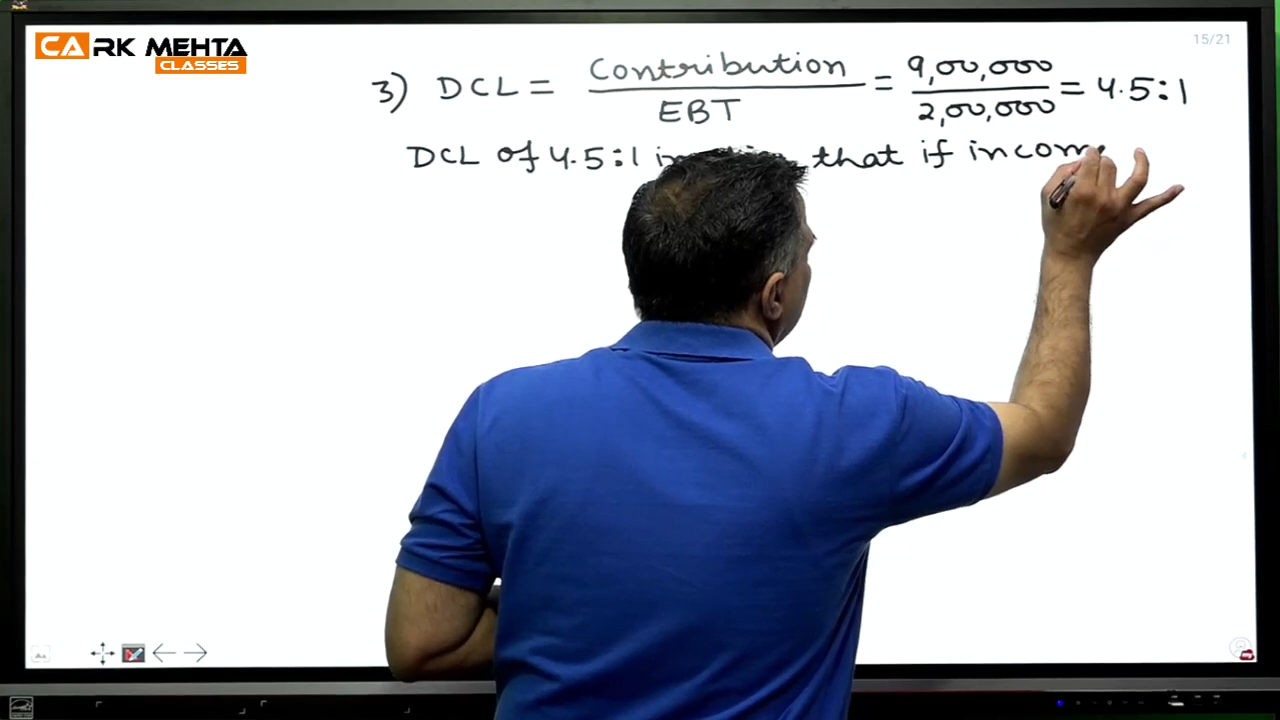 CA RK MEHTA
CLASSES
15/21
3) DCL = Contribution / EBT = 9,00,000 / 2,00,000 = 4.5:1
DCL of 4.5:1 that if incom